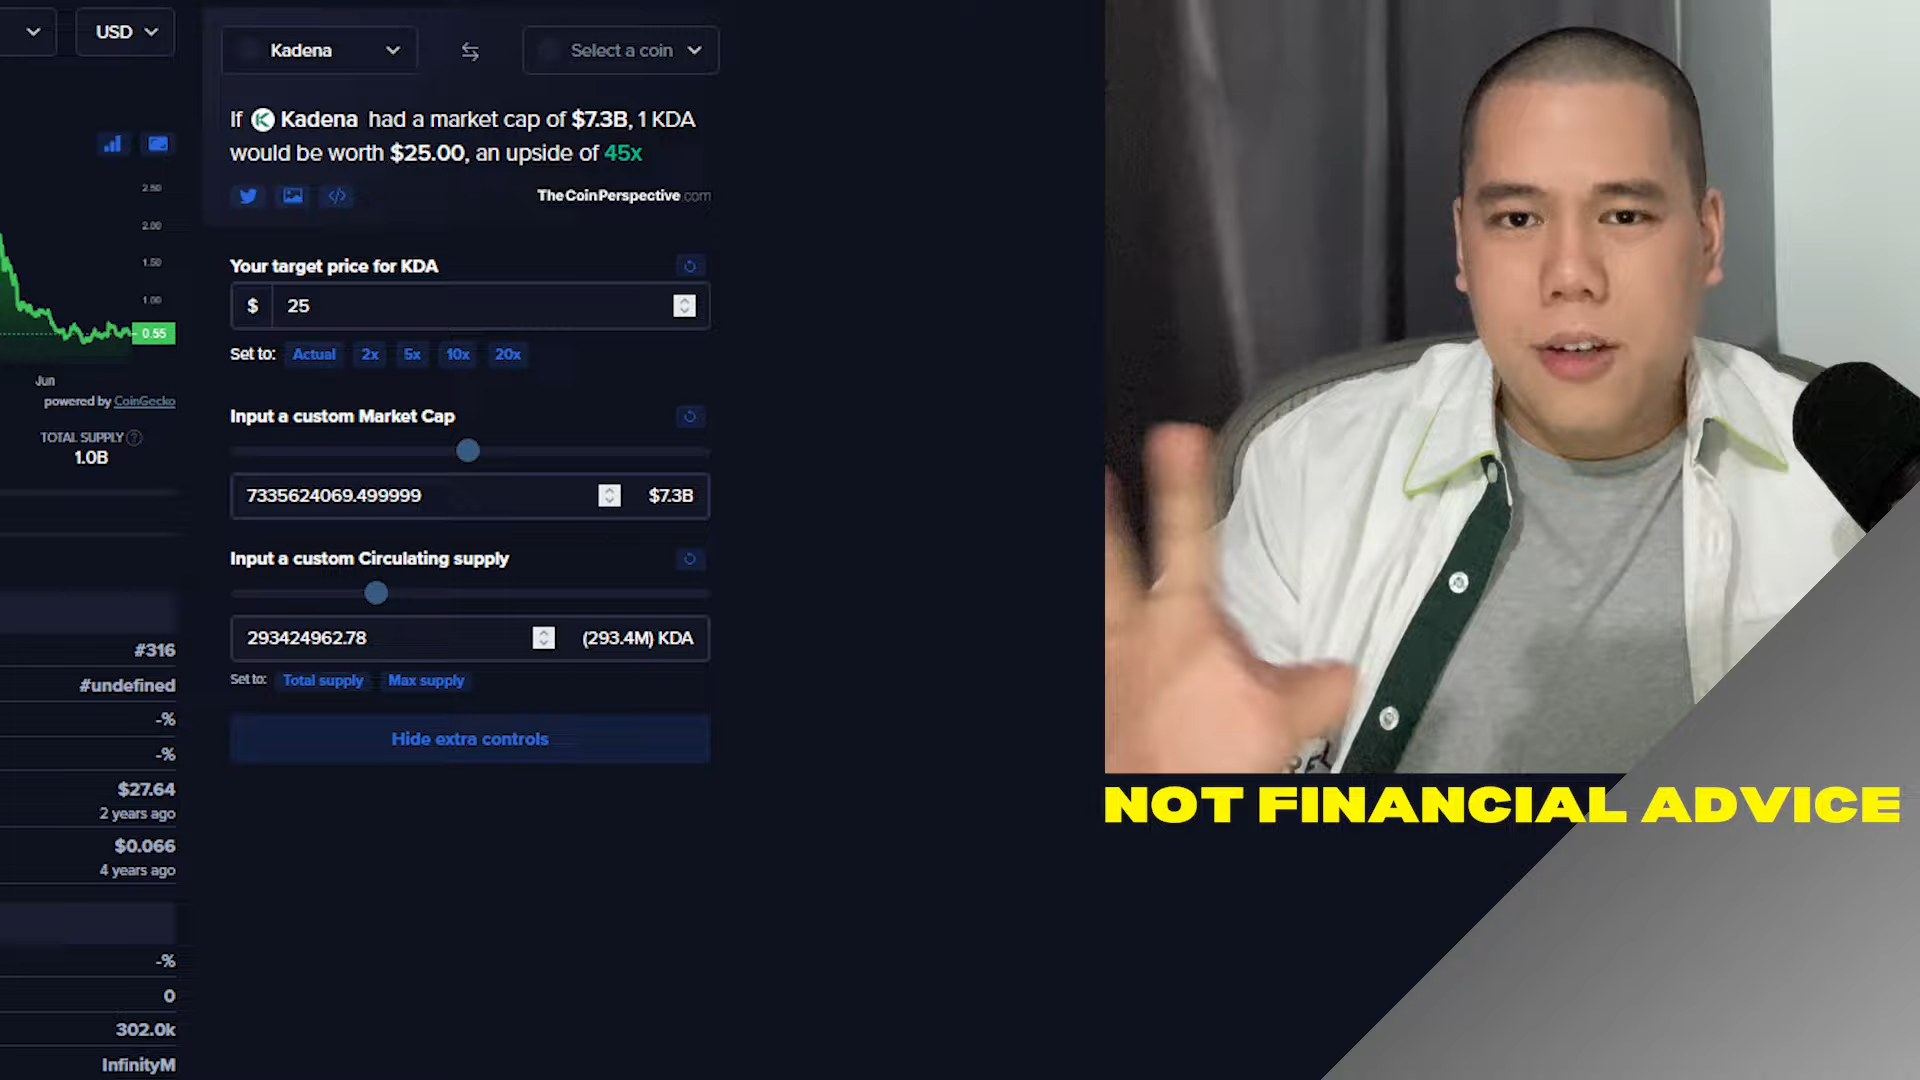 USD
2.50
2.00
1.50
1.00
0.55
Jun
powered by CoinGecko
TOTAL SUPPLY ?
1.0B
#316
#undefined
-%
-%
$27.64
2 years ago
$0.066
4 years ago
-%
0
302.0k
InfinityM
Kadena
Select a coin
If Kadena had a market cap of $7.3B, 1 KDA
would be worth $25.00, an upside of 45x
TheCoinPerspective.com
Your target price for KDA
$ 25
Set to: Actual 2x 5x 10x 20x
Input a custom Market Cap
7335624069.499999 $7.3B
Input a custom Circulating supply
293424962.78 (293.4M) KDA
Set to: Total supply Max supply
Hide extra controls
NOT FINANCIAL ADVICE